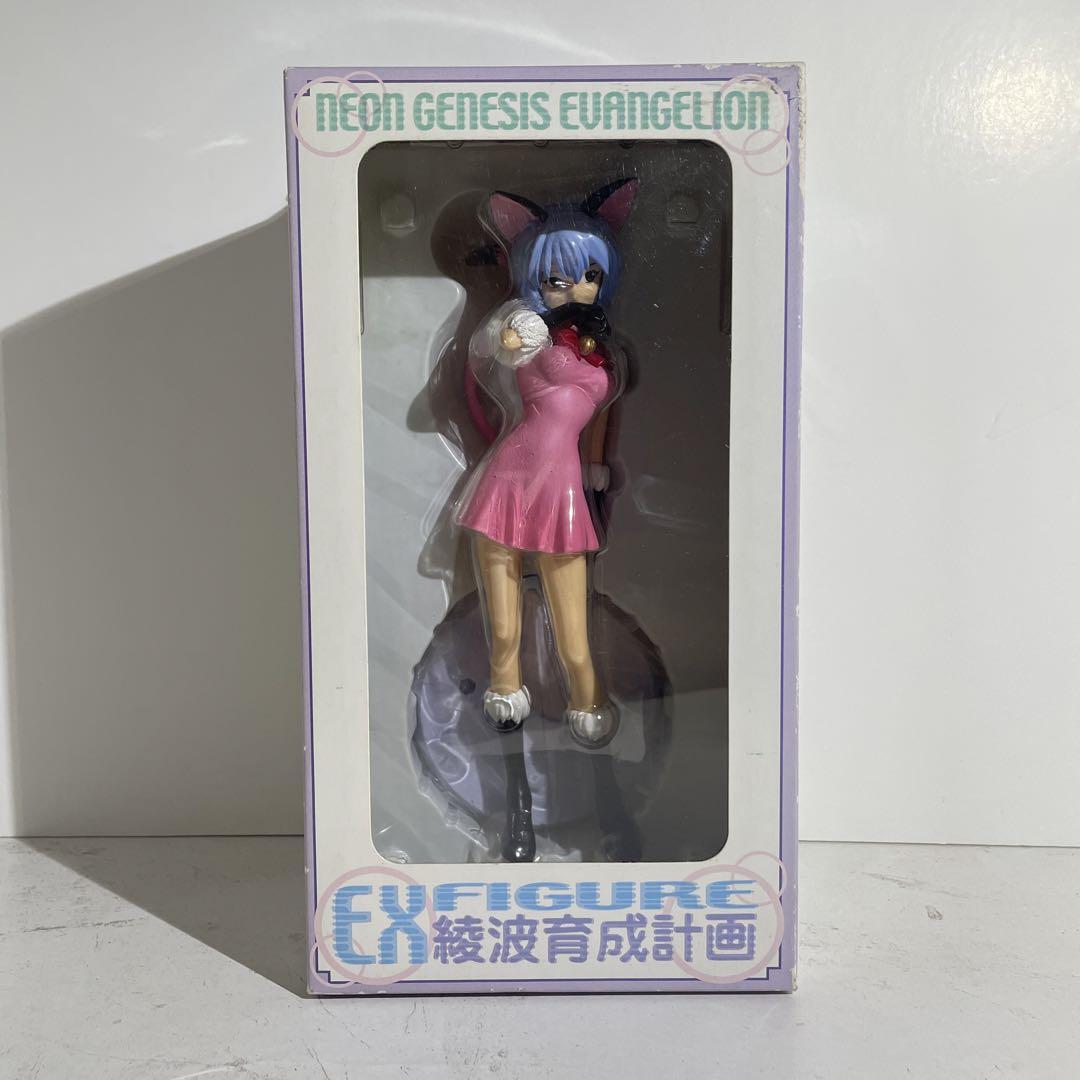 NEON GENESIS EVANGELION
EX FIGURE
綾波育成計画